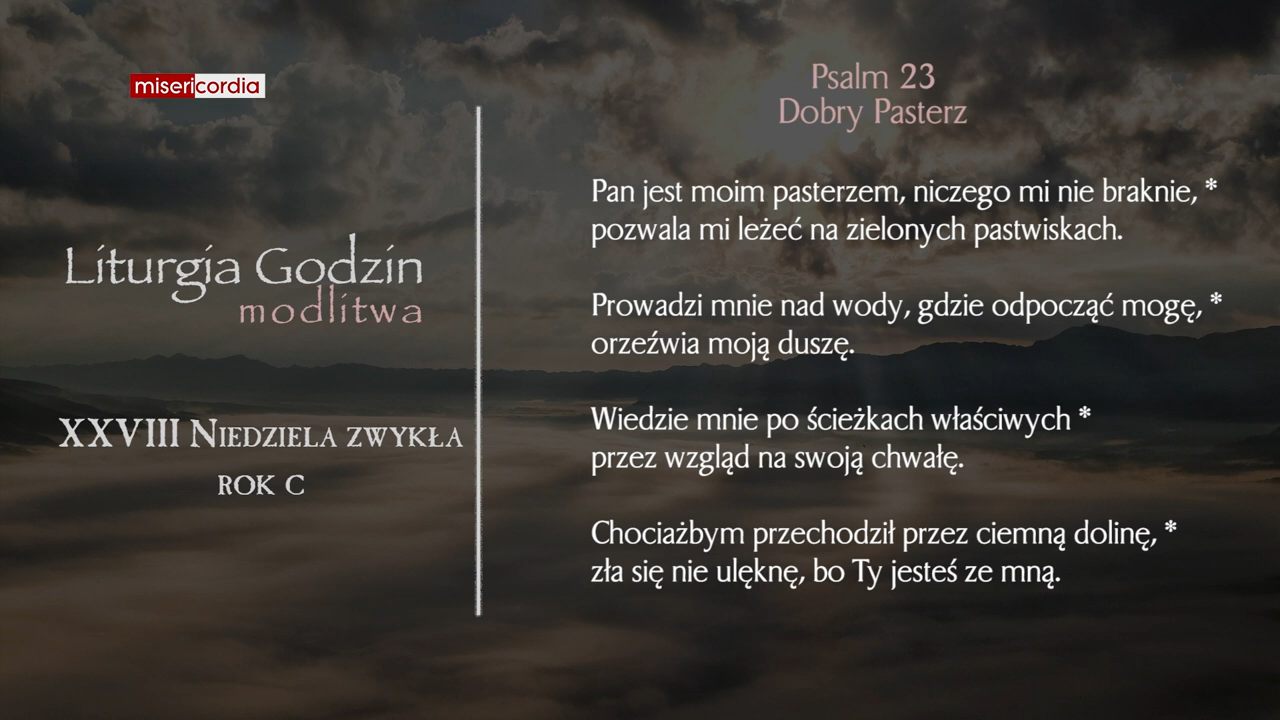 misericordia
Liturgia Godzin
modlitwa
XXVIII Niedziela zwykła
rok C
Psalm 23
Dobry Pasterz
Pan jest moim pasterzem, niczego mi nie braknie, *
pozwala mi leżeć na zielonych pastwiskach.
Prowadzi mnie nad wody, gdzie odpocząć mogę, *
orzeźwia moją duszę.
Wiedzie mnie po ścieżkach właściwych *
przez wzgląd na swoją chwałę.
Chociażbym przechodził przez ciemną dolinę, *
zła się nie ulęknę, bo Ty jesteś ze mną.